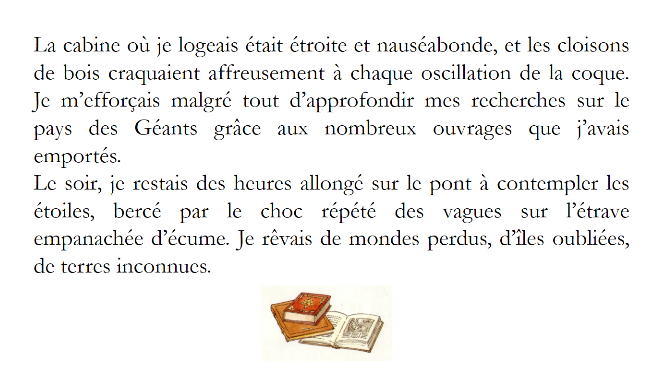 La cabine où je logeais était étroite et nauséabonde, et les cloisons
de bois craquaient affreusement à chaque oscillation de la coque.
Je m’efforçais malgré tout d’approfondir mes recherches sur le
pays des Géants grâce aux nombreux ouvrages que j’avais
emportés.
Le soir, je restais des heures allongé sur le pont à contempler les
étoiles, bercé par le choc répété des vagues sur l’étrave
empanachée d’écume. Je rêvais de mondes perdus, d’îles oubliées,
de terres inconnues.